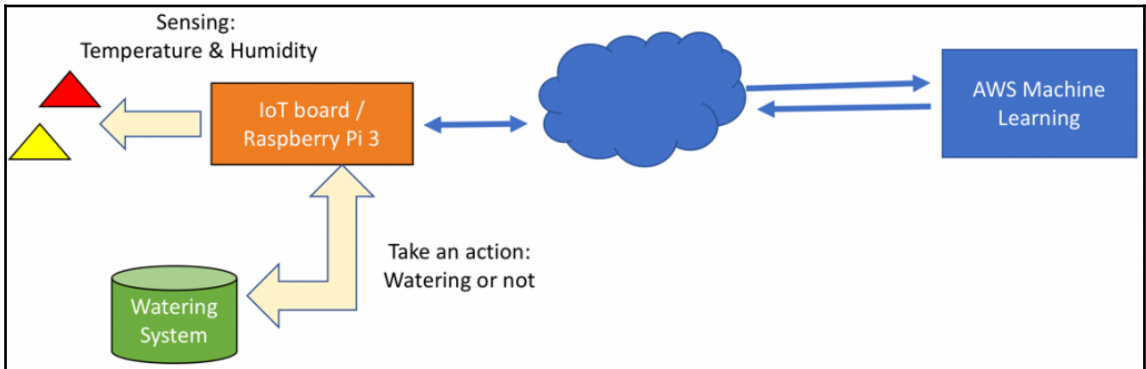 Sensing:
Temperature & Humidity
IoT board /
Raspberry Pi 3
AWS Machine
Learning
Take an action:
Watering or not
Watering
System